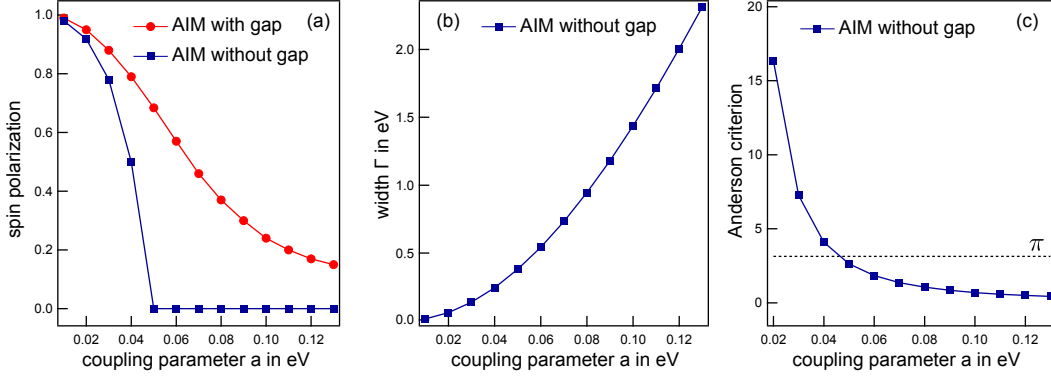 AIM with gap (a)
AIM without gap
spin polarization
1.0
0.8
0.6
0.4
0.2
0.0
0.02 0.04 0.06 0.08 0.10 0.12
coupling parameter a in eV
(b) AIM without gap
width Γ in eV
2.0
1.5
1.0
0.5
0.0
0.02 0.04 0.06 0.08 0.10 0.12
coupling parameter a in eV
AIM without gap (c)
Anderson criterion
20
15
10
5
0
π
0.02 0.04 0.06 0.08 0.10 0.12
coupling parameter a in eV